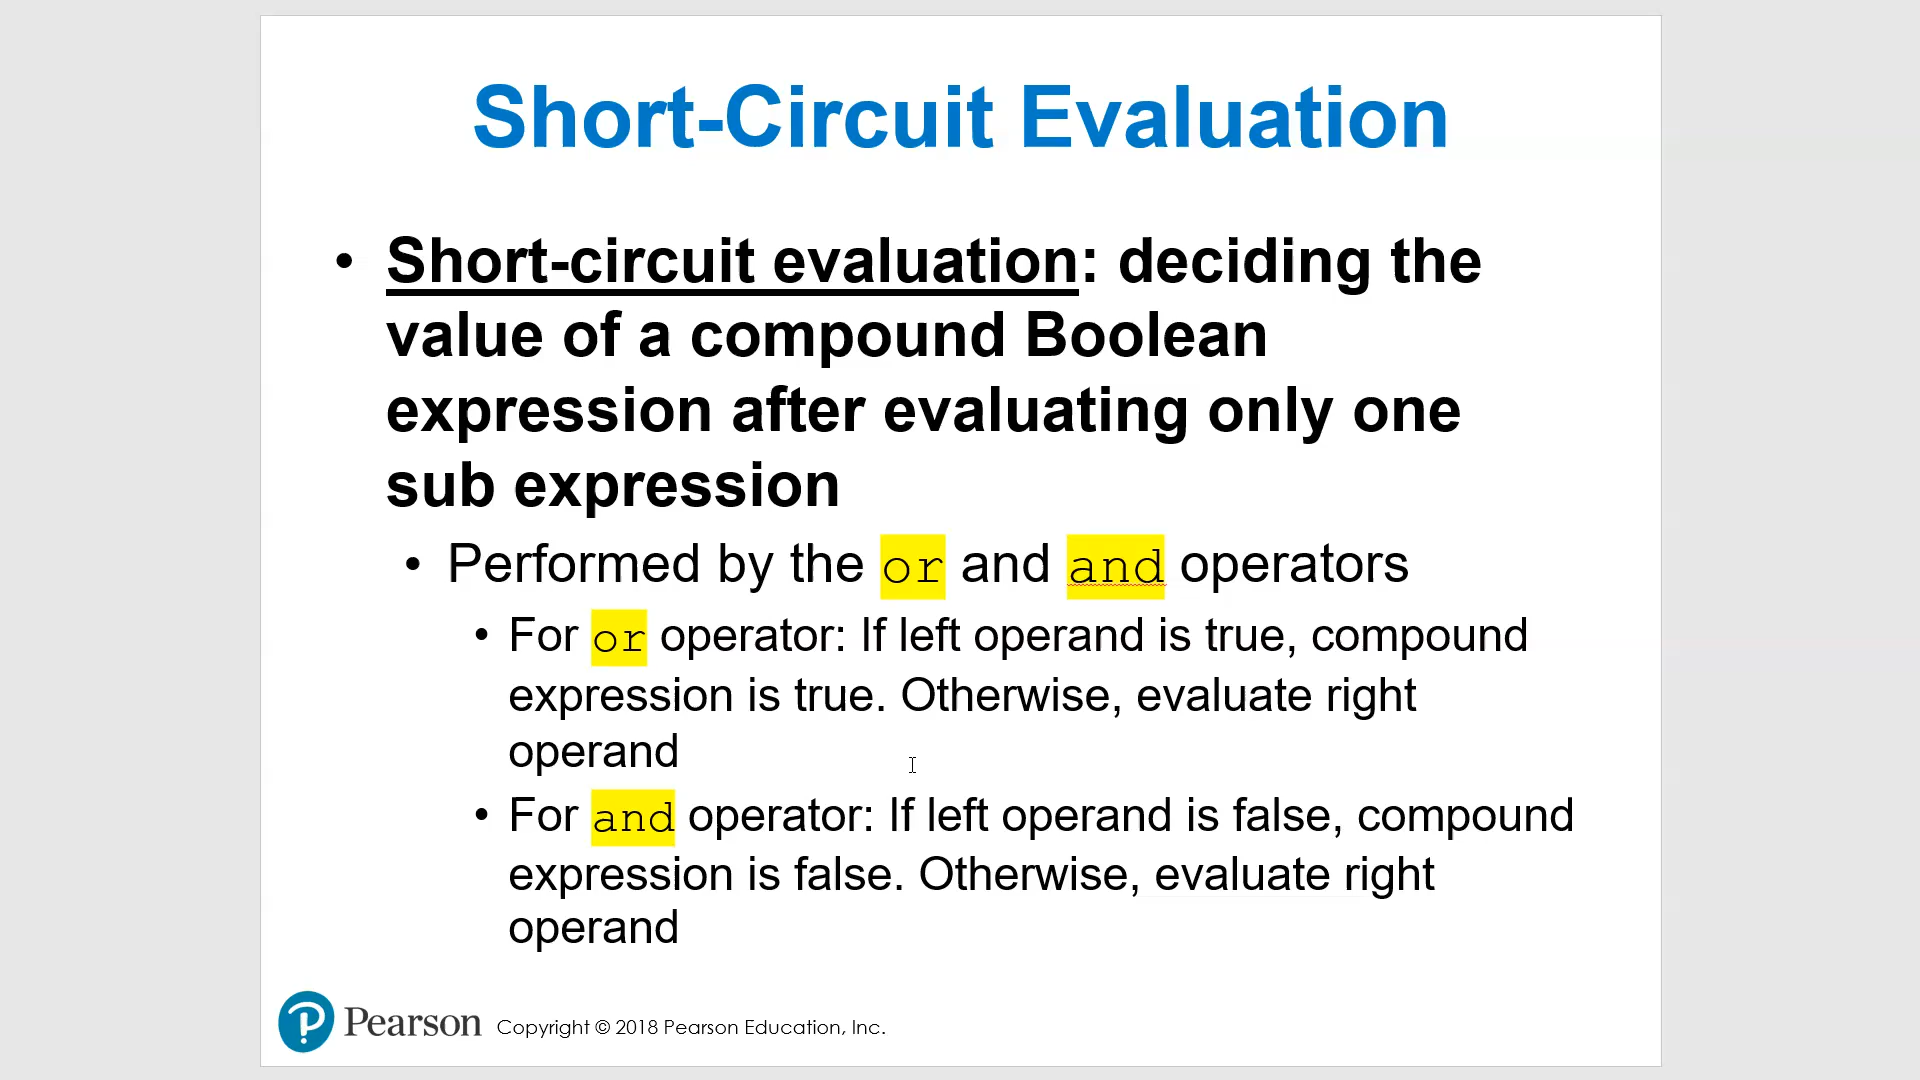 Short-Circuit Evaluation
• Short-circuit evaluation: deciding the
value of a compound Boolean
expression after evaluating only one
sub expression
• Performed by the or and and operators
• For or operator: If left operand is true, compound
expression is true. Otherwise, evaluate right
operand
• For and operator: If left operand is false, compound
expression is false. Otherwise, evaluate right
operand
Pearson Copyright © 2018 Pearson Education, Inc.